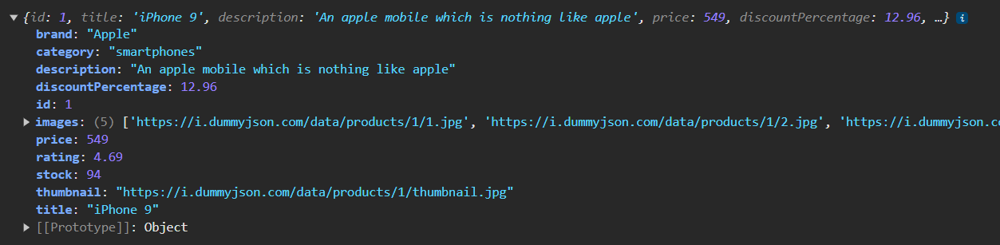 {id: 1, title: 'iPhone 9', description: 'An apple mobile which is nothing like apple', price: 549, discountPercentage: 12.96, …} i
brand: "Apple"
category: "smartphones"
description: "An apple mobile which is nothing like apple"
discountPercentage: 12.96
id: 1
images: (5) ['https://i.dummyjson.com/data/products/1/1.jpg', 'https://i.dummyjson.com/data/products/1/2.jpg', 'https://i.dummyjson.co
price: 549
rating: 4.69
stock: 94
thumbnail: "https://i.dummyjson.com/data/products/1/thumbnail.jpg"
title: "iPhone 9"
[[Prototype]]: Object